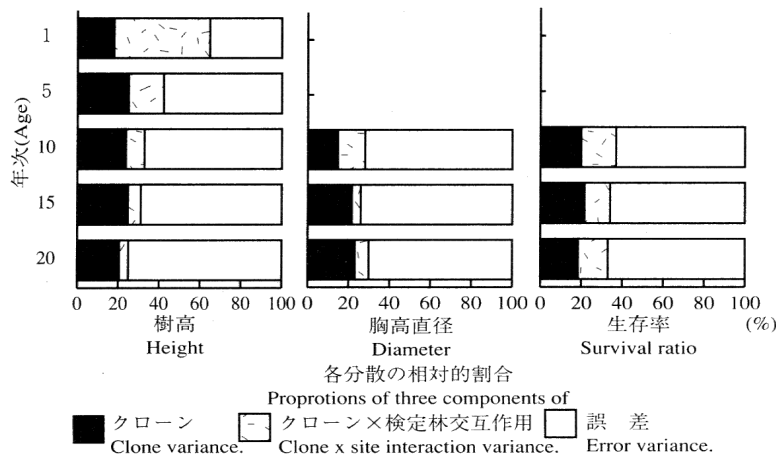 年次(Age)
1
5
10
15
20
0 20 40 60 80 100
0 20 40 60 80 100
0 20 40 60 80 100
(%)
樹高
Height
胸高直径
Diameter
生存率
Survival ratio
各分散の相対的割合
Proprotions of three components of
クローン
Clone variance.
クローン×検定林交互作用
Clone x site interaction variance.
誤 差
Error variance.